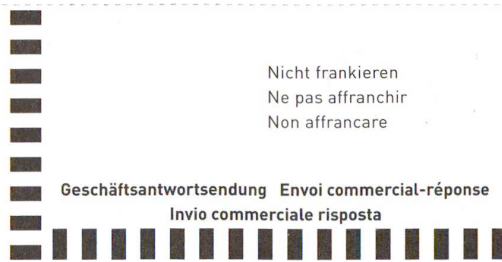 Nicht frankieren
Ne pas affranchir
Non affrancare
Geschäftsantwortsendung Envoi commercial-réponse
Invio commerciale risposta